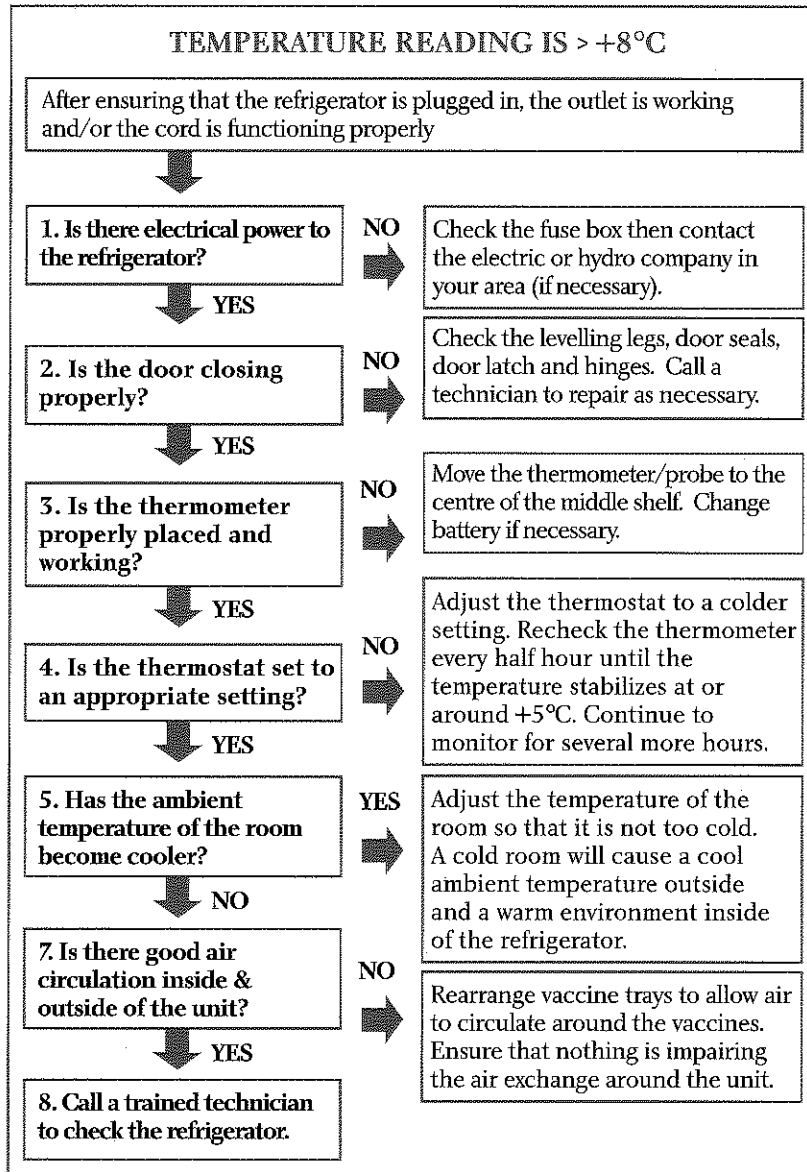 TEMPERATURE READING IS > +8°C
After ensuring that the refrigerator is plugged in, the outlet is working
and/or the cord is functioning properly
1. Is there electrical power to
the refrigerator?
NO
Check the fuse box then contact
the electric or hydro company in
your area (if necessary).
YES
2. Is the door closing
properly?
NO
Check the levelling legs, door seals,
door latch and hinges. Call a
technician to repair as necessary.
YES
3. Is the thermometer
properly placed and
working?
NO
Move the thermometer/probe to the
centre of the middle shelf. Change
battery if necessary.
YES
4. Is the thermostat set to
an appropriate setting?
NO
Adjust the thermostat to a colder
setting. Recheck the thermometer
every half hour until the
temperature stabilizes at or
around +5°C. Continue to
monitor for several more hours.
YES
5. Has the ambient
temperature of the room
become cooler?
YES
Adjust the temperature of the
room so that it is not too cold.
A cold room will cause a cool
ambient temperature outside
and a warm environment inside
of the refrigerator.
NO
7. Is there good air
circulation inside &
outside of the unit?
NO
Rearrange vaccine trays to allow air
to circulate around the vaccines.
Ensure that nothing is impairing
the air exchange around the unit.
YES
8. Call a trained technician
to check the refrigerator.